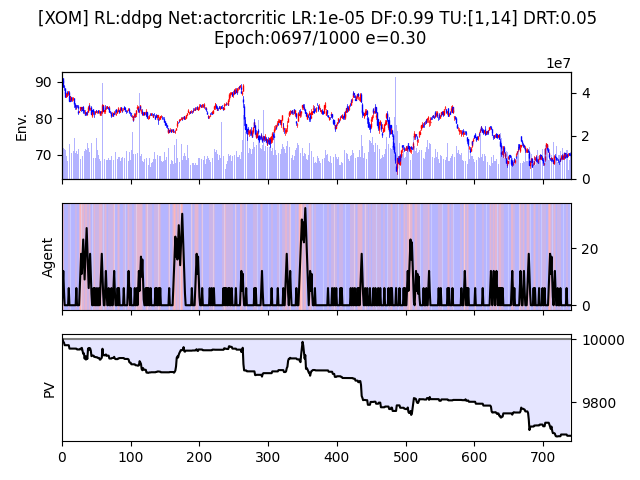 [XOM] RL:ddpg Net:actorcritic LR:1e-05 DF:0.99 TU:[1,14] DRT:0.05
Epoch:0697/1000 e=0.30
1e7
90
80
70
Env.
4
2
0
Agent
20
0
PV
10000
9800
0 100 200 300 400 500 600 700